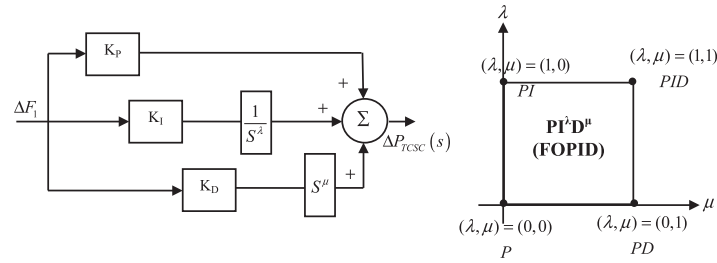 K_P
+
ΔF_1
K_I
1/S^λ
+
Σ
ΔP_TCSC (s)
K_D
S^μ
+
λ
(λ, μ) = (1, 0)
PI
(λ, μ) = (1, 1)
PID
PI^λD^μ
(FOPID)
μ
(λ, μ) = (0, 0)
P
(λ, μ) = (0, 1)
PD